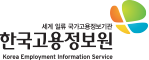 세계 일류 국가고용정보기관
한국고용정보원
Korea Employment Information Service